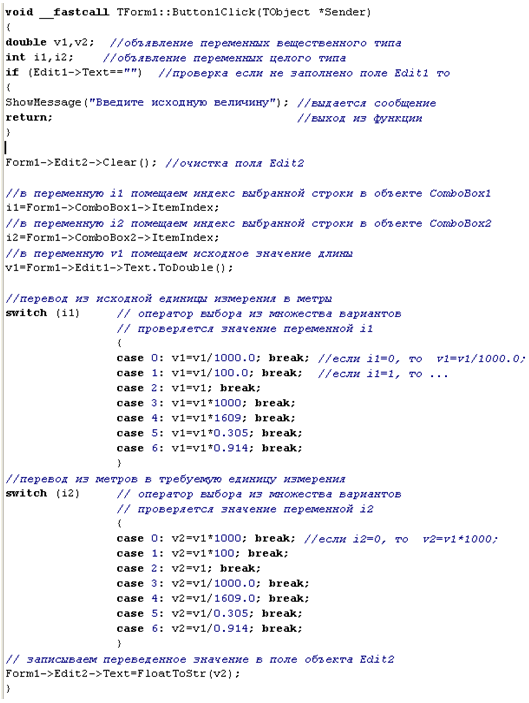 void __fastcall TForm1::Button1Click(TObject *Sender)
{
double v1,v2;  //объявление переменных вещественного типа
int i1,i2;    //объявление переменных целого типа
if (Edit1->Text=="")  //проверка если не заполнено поле Edit1 то
{
ShowMessage("Введите исходную величину"); //выдается сообщение
return;                                //выход из функции
}
Form1->Edit2->Clear(); //очистка поля Edit2
//в переменную i1 помещаем индекс выбранной строки в объекте ComboBox1
i1=Form1->ComboBox1->ItemIndex;
//в переменную i2 помещаем индекс выбранной строки в объекте ComboBox2
i2=Form1->ComboBox2->ItemIndex;
//в переменную v1 помещаем исходное значение длины
v1=Form1->Edit1->Text.ToDouble();
//перевод из исходной единицы измерения в метры
switch (i1)     // оператор выбора из множества вариантов
// проверяется значение переменной i1
{
case 0: v1=v1/1000.0; break; //если i1=0, то  v1=v1/1000.0;
case 1: v1=v1/100.0; break;  //если i1=1, то ...
case 2: v1=v1; break;
case 3: v1=v1*1000; break;
case 4: v1=v1*1609; break;
case 5: v1=v1*0.305; break;
case 6: v1=v1*0.914; break;
}
//перевод из метров в требуемую единицу измерения
switch (i2)     // оператор выбора из множества вариантов
// проверяется значение переменной i2
{
case 0: v2=v1*1000; break; //если i2=0, то  v2=v1*1000;
case 1: v2=v1*100; break;
case 2: v2=v1; break;
case 3: v2=v1/1000.0; break;
case 4: v2=v1/1609.0; break;
case 5: v2=v1/0.305; break;
case 6: v2=v1/0.914; break;
}
// записываем переведенное значение в поле объекта Edit2
Form1->Edit2->Text=FloatToStr(v2);
}